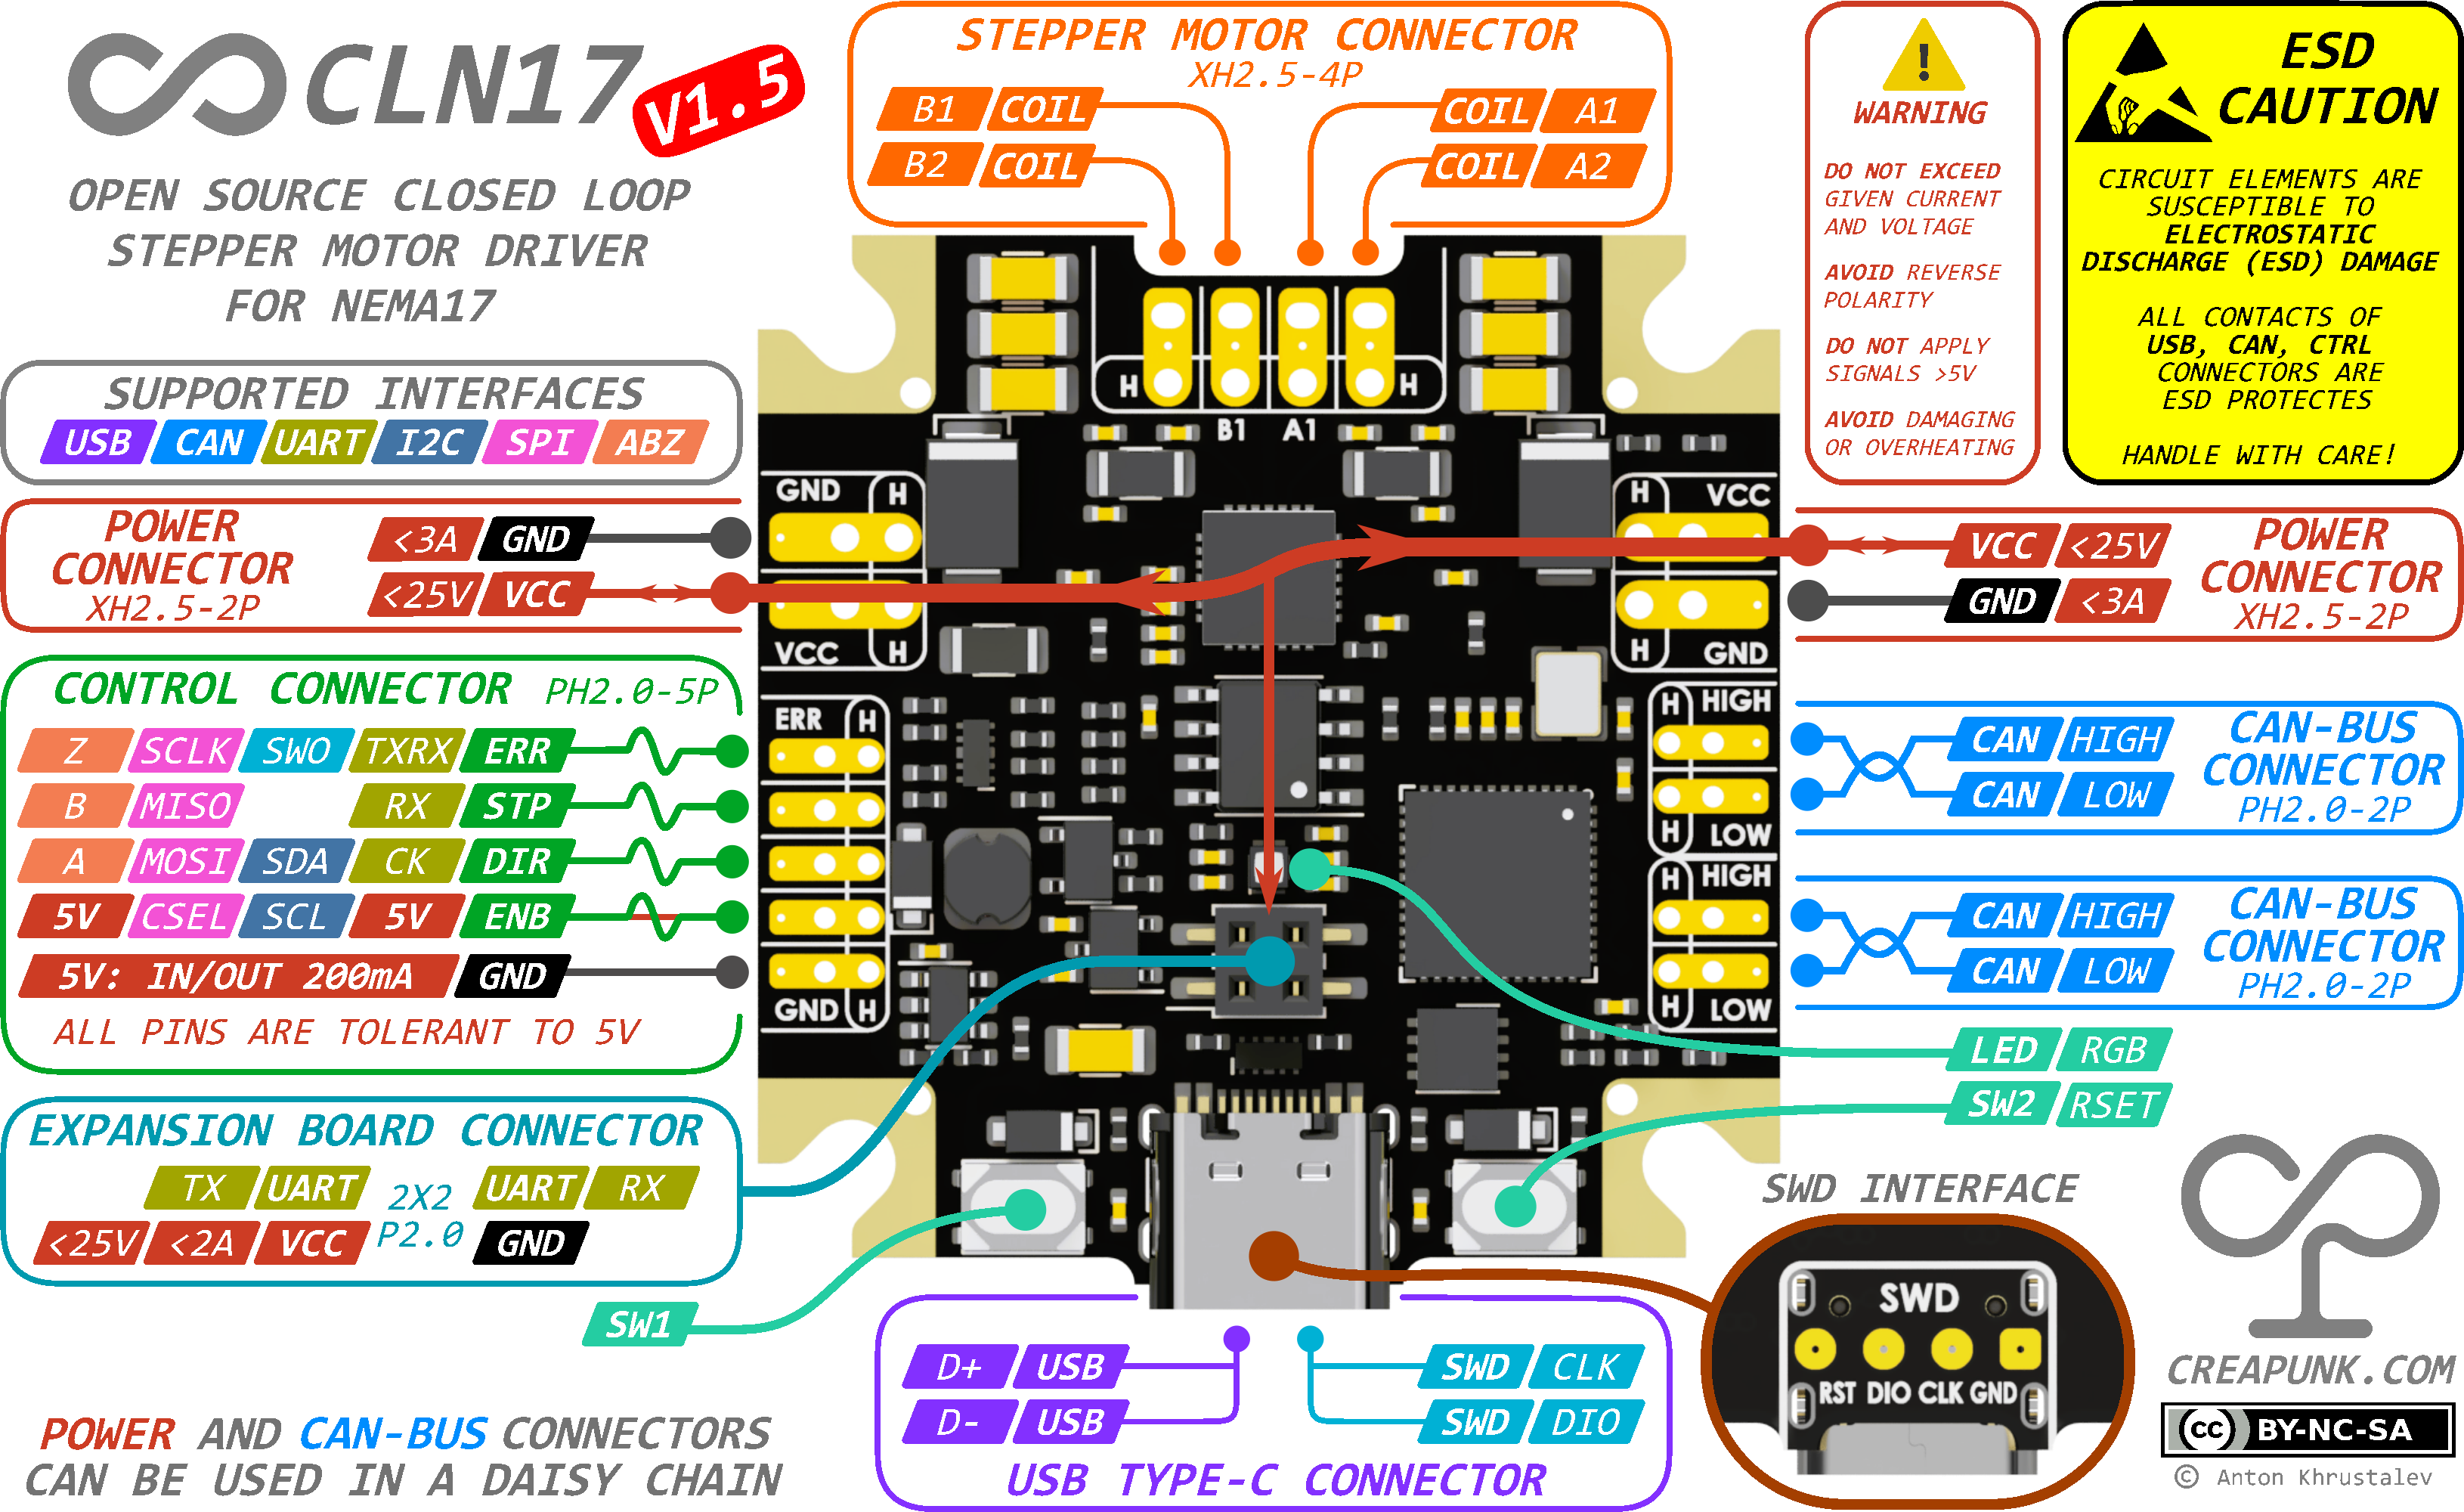 CLN17
V1.5
OPEN SOURCE CLOSED LOOP
STEPPER MOTOR DRIVER
FOR NEMA17
SUPPORTED INTERFACES
USB CAN UART I2C SPI ABZ
POWER
CONNECTOR
XH2.5-2P
<3A GND
<25V VCC
CONTROL CONNECTOR PH2.0-5P
Z SCLK SWO TXRX ERR
B MISO RX STP
A MOSI SDA CK DIR
5V CSEL SCL 5V ENB
5V: IN/OUT 200mA GND
ALL PINS ARE TOLERANT TO 5V
EXPANSION BOARD CONNECTOR
TX UART 2X2 UART RX
<25V <2A VCC P2.0 GND
SW1
POWER AND CAN-BUS CONNECTORS
CAN BE USED IN A DAISY CHAIN
STEPPER MOTOR CONNECTOR
XH2.5-4P
B1 COIL COIL A1
B2 COIL COIL A2
H H
B1 A1
GND H H VCC
VCC H H GND
ERR H H HIGH
H LOW
H HIGH
GND H H LOW
D+ USB SWD CLK
D- USB SWD DIO
USB TYPE-C CONNECTOR
!
WARNING
DO NOT EXCEED
GIVEN CURRENT
AND VOLTAGE
AVOID REVERSE
POLARITY
DO NOT APPLY
SIGNALS >5V
AVOID DAMAGING
OR OVERHEATING
ESD
CAUTION
CIRCUIT ELEMENTS ARE
SUSCEPTIBLE TO
ELECTROSTATIC
DISCHARGE (ESD) DAMAGE
ALL CONTACTS OF
USB, CAN, CTRL
CONNECTORS ARE
ESD PROTECTES
HANDLE WITH CARE!
VCC <25V
GND <3A
POWER
CONNECTOR
XH2.5-2P
CAN HIGH
CAN LOW
CAN-BUS
CONNECTOR
PH2.0-2P
CAN HIGH
CAN LOW
CAN-BUS
CONNECTOR
PH2.0-2P
LED RGB
SW2 RSET
SWD INTERFACE
SWD
RST DIO CLK GND
CREAPUNK.COM
cc BY-NC-SA
© Anton Khrustalev